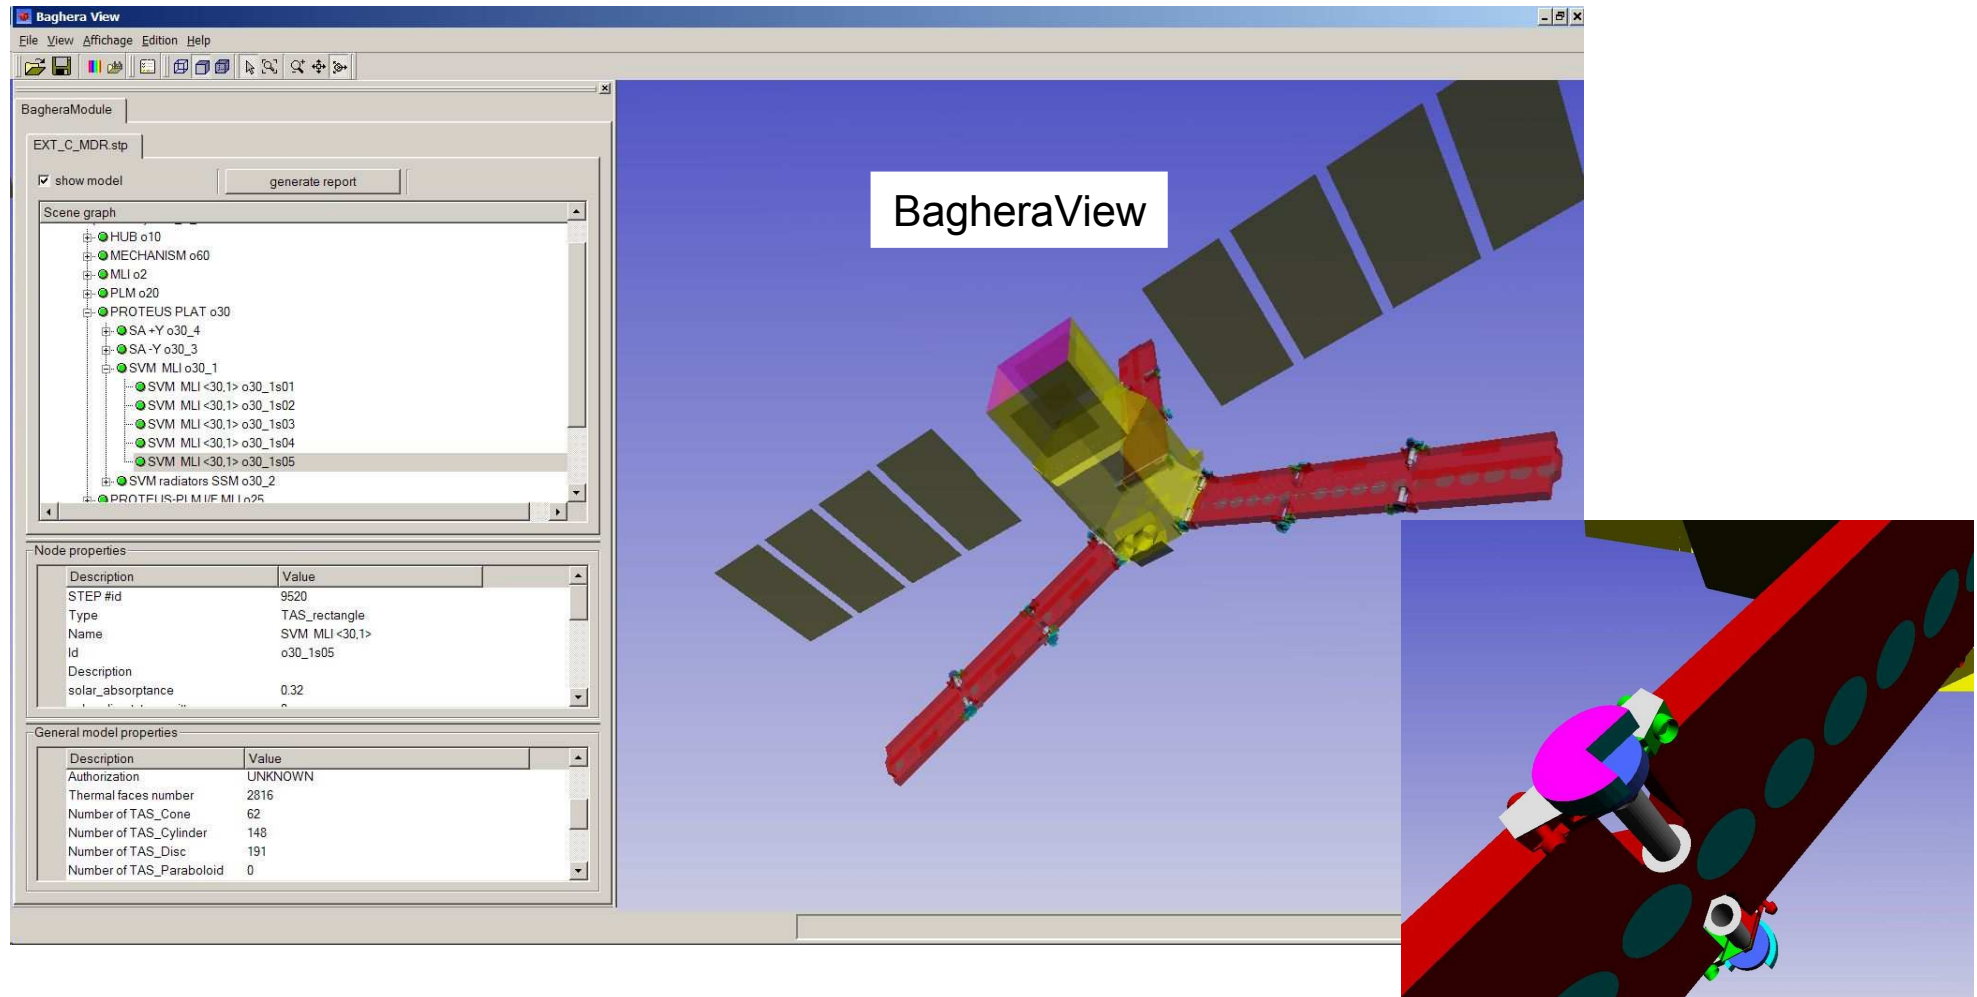 Baghera View
File View Affichage Edition Help
BagheraModule
EXT_C_MDR.stp
show model
generate report
Scene graph
HUB o10
MECHANISM o60
MLI o2
PLM o20
PROTEUS PLAT o30
SA +Y o30_4
SA -Y o30_3
SVM MLI o30_1
SVM MLI <30,1> o30_1s01
SVM MLI <30,1> o30_1s02
SVM MLI <30,1> o30_1s03
SVM MLI <30,1> o30_1s04
SVM MLI <30,1> o30_1s05
SVM radiators SSM o30_2
PROTEUS-PLM I/F MLI o25
Node properties
Description Value
STEP #id 9520
Type TAS_rectangle
Name SVM MLI <30,1>
Id o30_1s05
Description
solar_absorptance 0.32
General model properties
Description Value
Authorization UNKNOWN
Thermal faces number 2816
Number of TAS_Cone 62
Number of TAS_Cylinder 148
Number of TAS_Disc 191
Number of TAS_Paraboloid 0
BagheraView